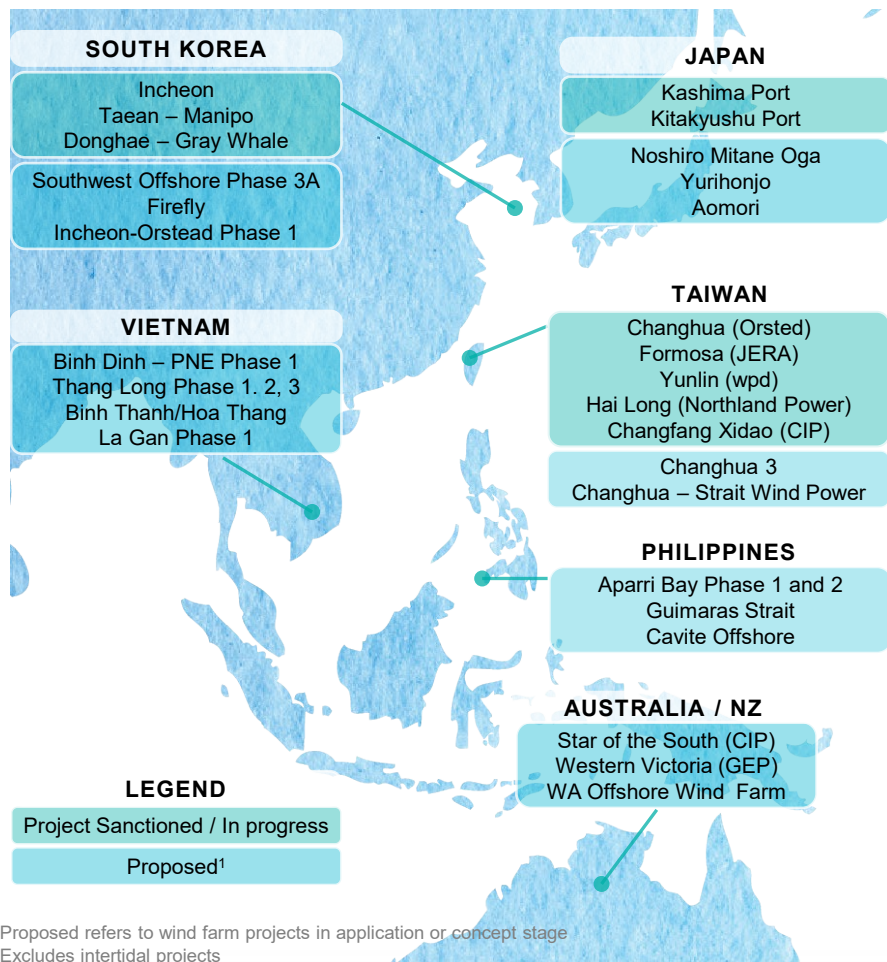 SOUTH KOREA
Incheon
Taean – Manipo
Donghae – Gray Whale
Southwest Offshore Phase 3A
Firefly
Incheon-Orstead Phase 1
JAPAN
Kashima Port
Kitakyushu Port
Noshiro Mitane Oga
Yurihonjo
Aomori
VIETNAM
Binh Dinh – PNE Phase 1
Thang Long Phase 1. 2, 3
Binh Thanh/Hoa Thang
La Gan Phase 1
TAIWAN
Changhua (Orsted)
Formosa (JERA)
Yunlin (wpd)
Hai Long (Northland Power)
Changfang Xidao (CIP)
Changhua 3
Changhua – Strait Wind Power
PHILIPPINES
Aparri Bay Phase 1 and 2
Guimaras Strait
Cavite Offshore
AUSTRALIA / NZ
Star of the South (CIP)
Western Victoria (GEP)
WA Offshore Wind Farm
LEGEND
Project Sanctioned / In progress
Proposed¹
Proposed refers to wind farm projects in application or concept stage
Excludes intertidal projects